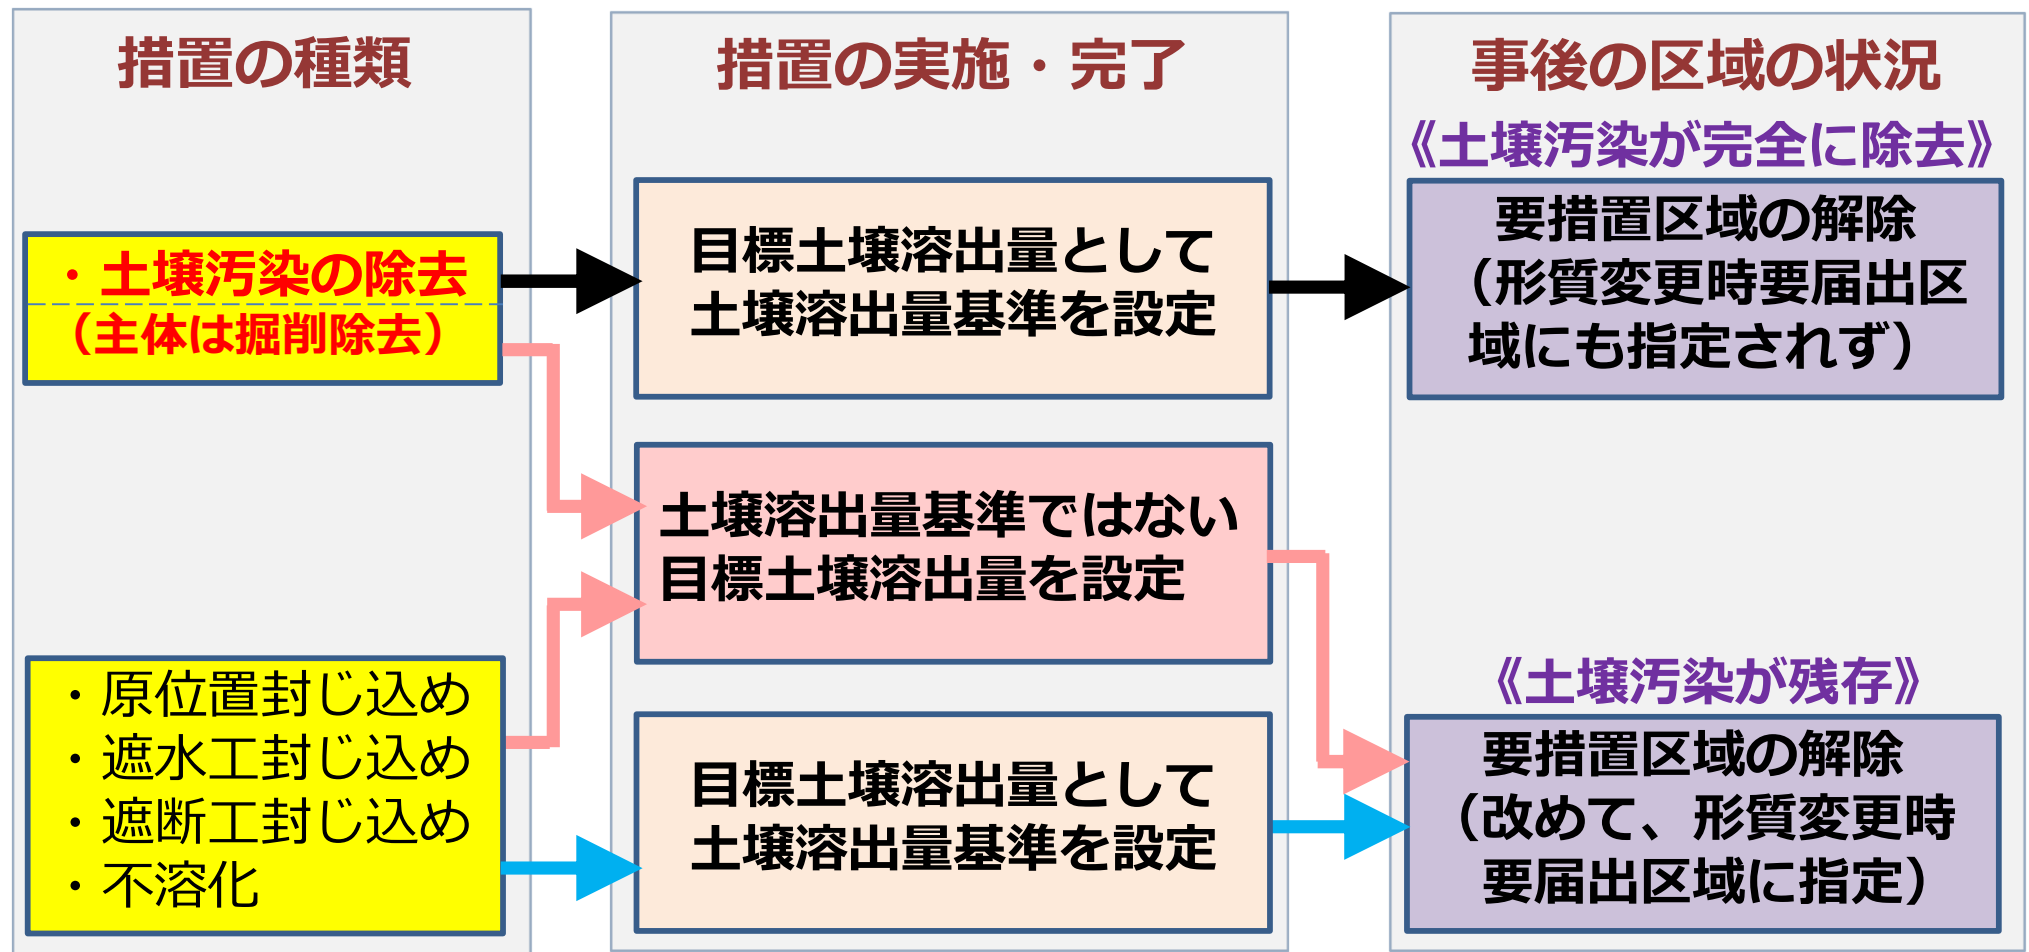 措置の種類
・土壌汚染の除去
（主体は掘削除去）
・原位置封じ込め
・遮水工封じ込め
・遮断工封じ込め
・不溶化
措置の実施・完了
目標土壌溶出量として
土壌溶出量基準を設定
土壌溶出量基準ではない
目標土壌溶出量を設定
目標土壌溶出量として
土壌溶出量基準を設定
事後の区域の状況
《土壌汚染が完全に除去》
要措置区域の解除
（形質変更時要届出区
域にも指定されず）
《土壌汚染が残存》
要措置区域の解除
（改めて、形質変更時
要届出区域に指定）